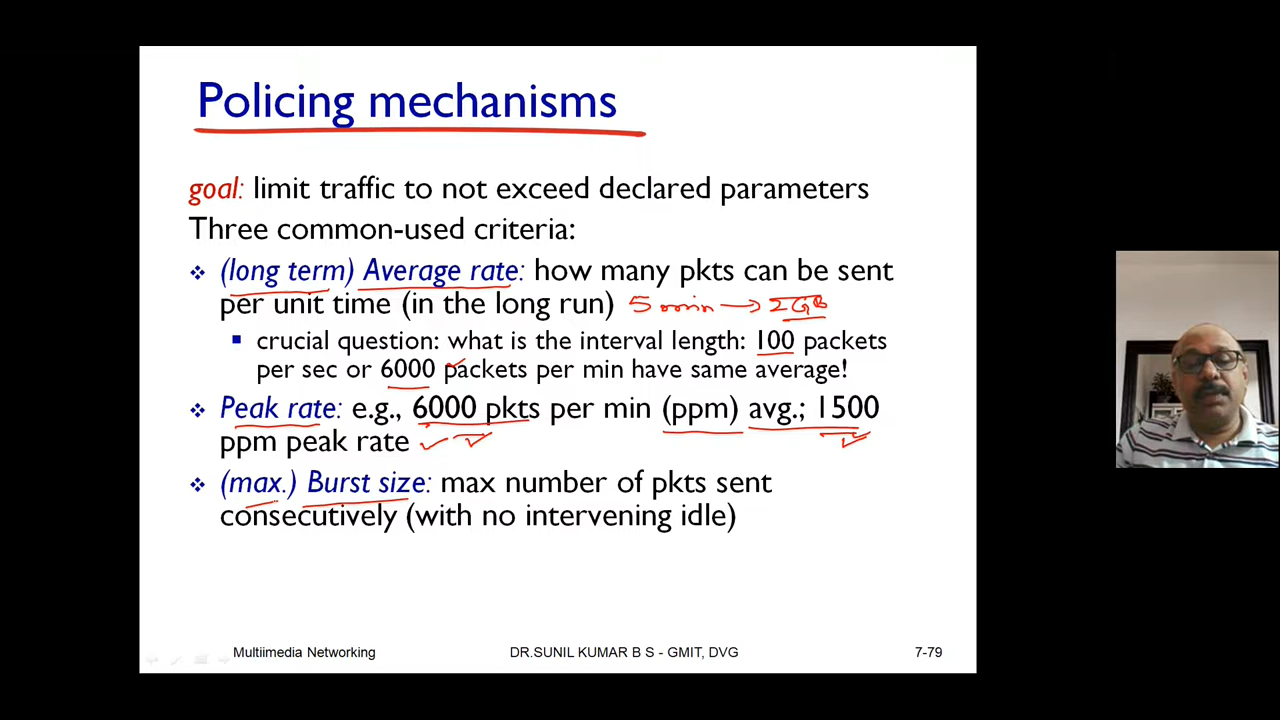 Policing mechanisms
goal: limit traffic to not exceed declared parameters
Three common-used criteria:
❖ (long term) Average rate: how many pkts can be sent
per unit time (in the long run) 5 min → 2GB
▪ crucial question: what is the interval length: 100 packets
per sec or 6000 packets per min have same average!
❖ Peak rate: e.g., 6000 pkts per min (ppm) avg.; 1500
ppm peak rate
❖ (max.) Burst size: max number of pkts sent
consecutively (with no intervening idle)
Multiimedia Networking DR.SUNIL KUMAR B S - GMIT, DVG 7-79